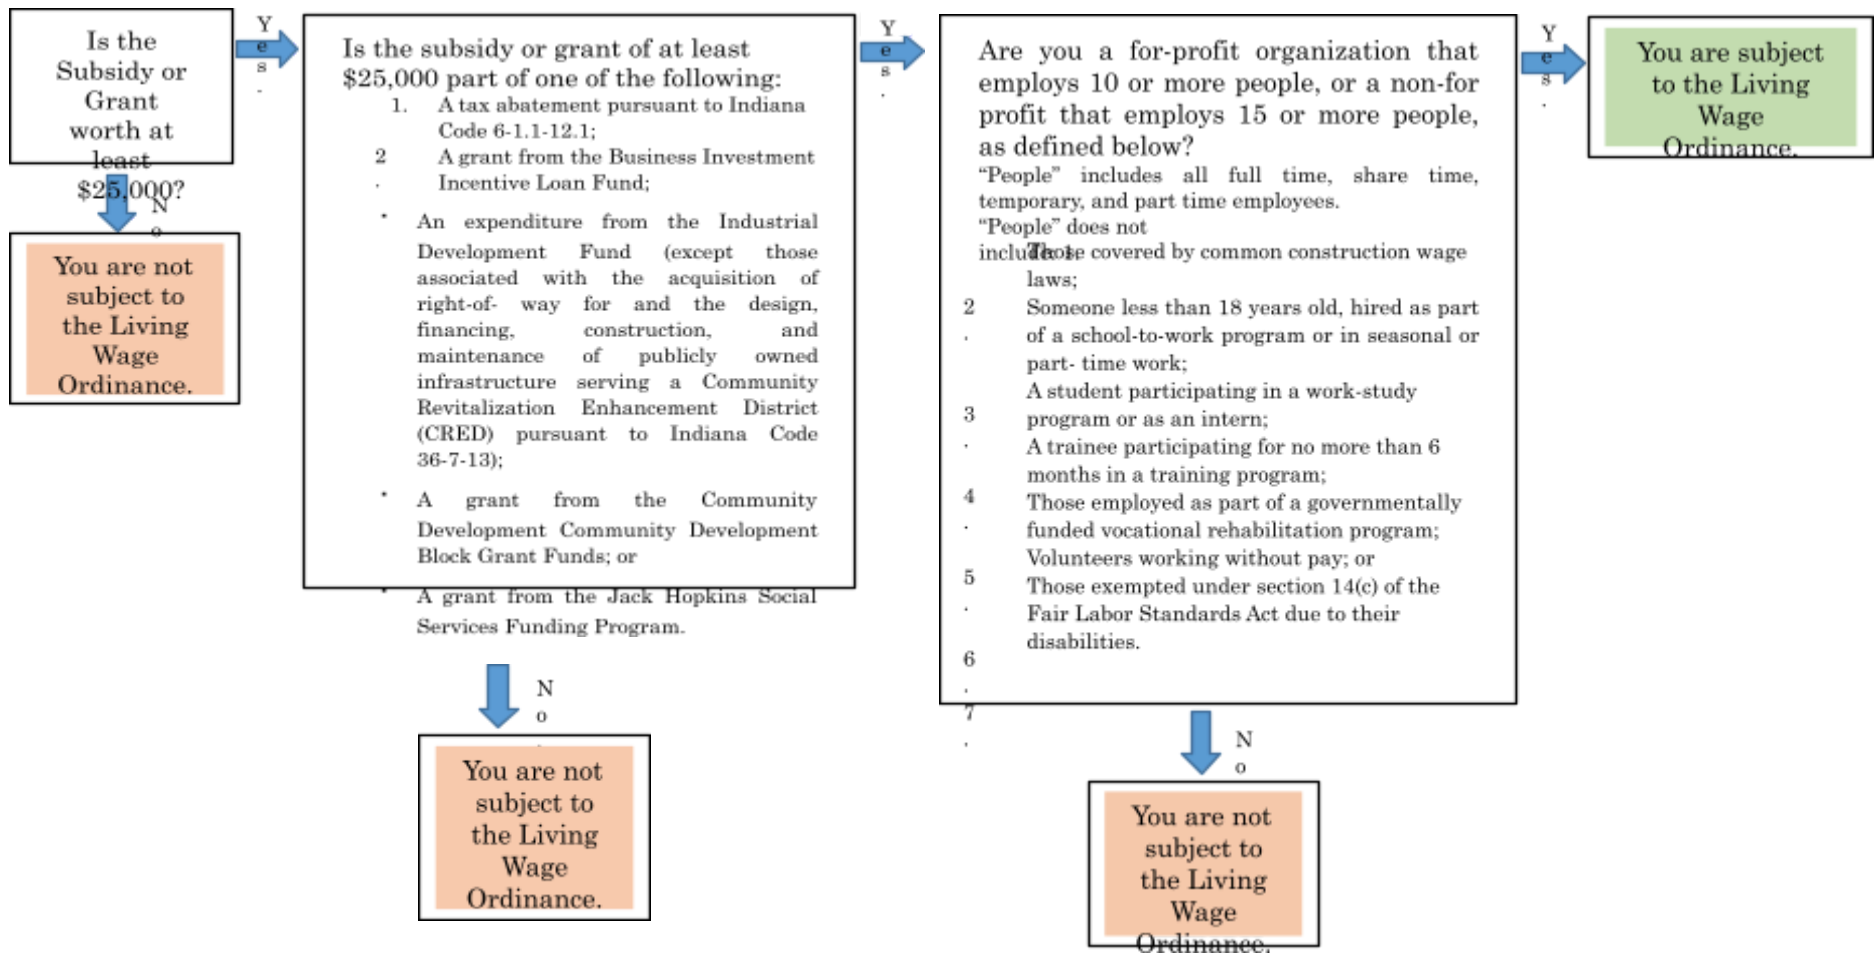 Is the
Subsidy or
Grant
worth at
least
$25,000?
Yes.
No
You are not
subject to
the Living
Wage
Ordinance.
Is the subsidy or grant of at least
$25,000 part of one of the following:
1. A tax abatement pursuant to Indiana
Code 6-1.1-12.1;
2. A grant from the Business Investment
Incentive Loan Fund;
• An expenditure from the Industrial
Development Fund (except those
associated with the acquisition of
right-of- way for and the design,
financing, construction, and
maintenance of publicly owned
infrastructure serving a Community
Revitalization Enhancement District
(CRED) pursuant to Indiana Code
36-7-13);
• A grant from the Community
Development Community Development
Block Grant Funds; or
• A grant from the Jack Hopkins Social
Services Funding Program.
Yes.
No.
You are not
subject to
the Living
Wage
Ordinance.
Are you a for-profit organization that
employs 10 or more people, or a non-for
profit that employs 15 or more people,
as defined below?
“People” includes all full time, share time,
temporary, and part time employees.
“People” does not
include 1.
Those covered by common construction wage
laws;
2. Someone less than 18 years old, hired as part
of a school-to-work program or in seasonal or
part- time work;
A student participating in a work-study
3. program or as an intern;
A trainee participating for no more than 6
months in a training program;
4. Those employed as part of a governmentally
funded vocational rehabilitation program;
Volunteers working without pay; or
5. Those exempted under section 14(c) of the
Fair Labor Standards Act due to their
disabilities.
6.
7.
Yes.
No
You are not
subject to
the Living
Wage
Ordinance.
You are subject
to the Living
Wage
Ordinance.